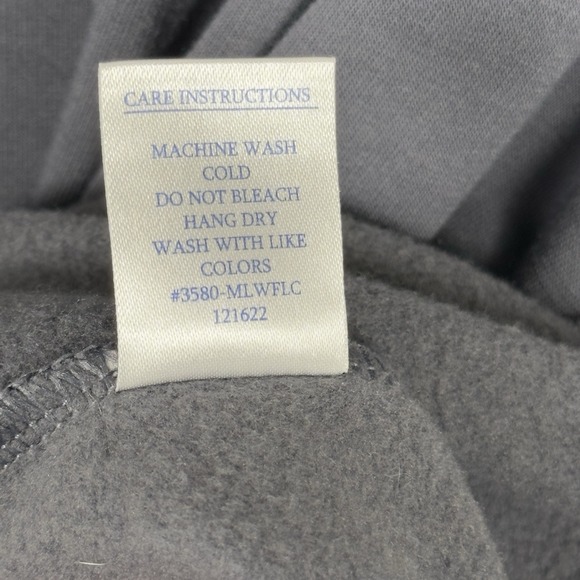 CARE INSTRUCTIONS
MACHINE WASH
COLD
DO NOT BLEACH
HANG DRY
WASH WITH LIKE
COLORS
#3580-MLWFLC
121622